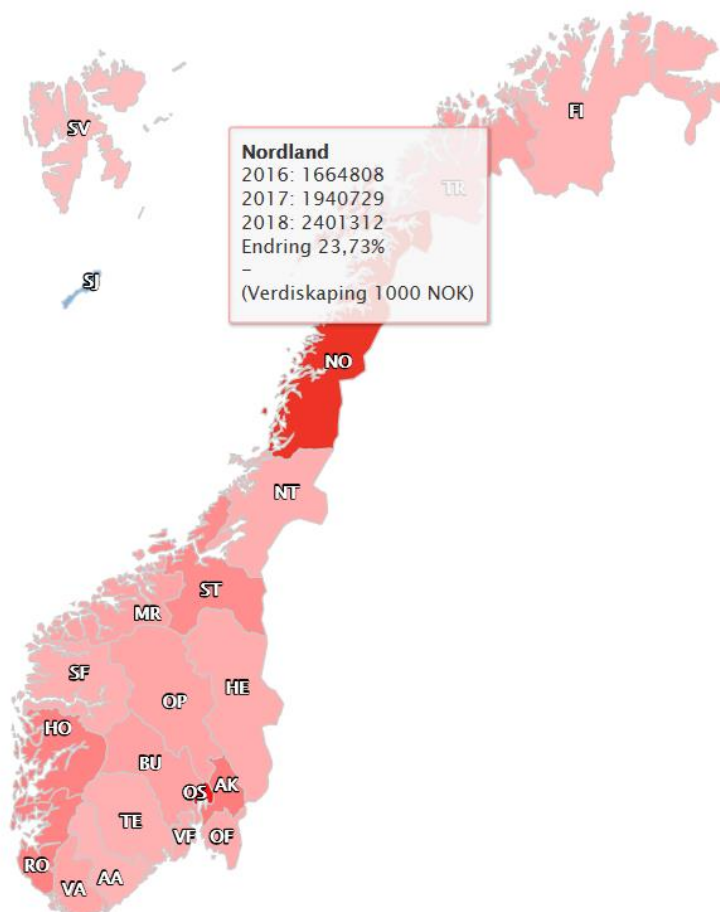 FI
SV
Nordland
2016: 1664808
2017: 1940729
2018: 2401312
Endring 23,73%
–
(Verdiskaping 1000 NOK)
TR
SJ
NO
NT
ST
MR
SF
HE
OP
HO
BU
OS
AK
TE
VF
OF
RO
VA
AA